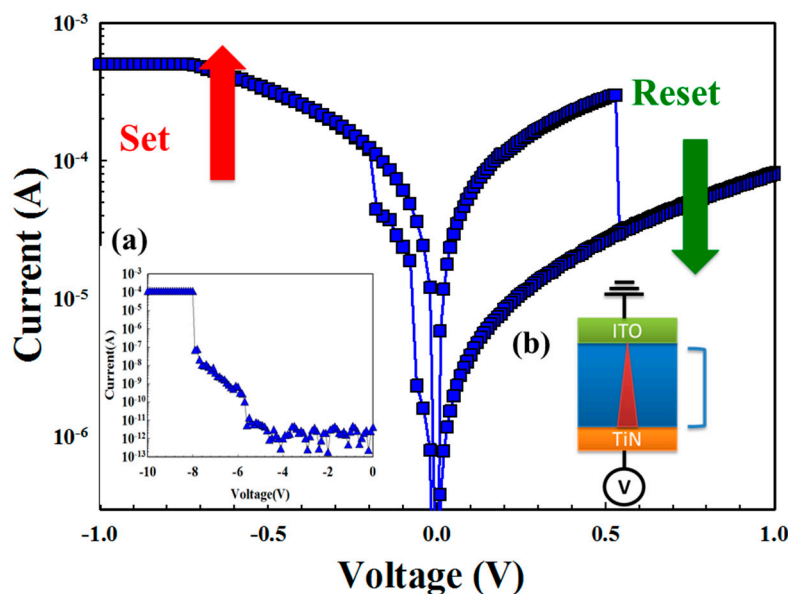 10⁻³
10⁻⁴
10⁻⁵
10⁻⁶
Current (A)
Set
Reset
(a)
10⁻³
10⁻⁴
10⁻⁵
10⁻⁶
10⁻⁷
10⁻⁸
10⁻⁹
10⁻¹⁰
10⁻¹¹
10⁻¹²
10⁻¹³
Current(A)
-10 -8 -6 -4 -2 0
Voltage(V)
(b)
ITO
TiN
V
-1.0 -0.5 0.0 0.5 1.0
Voltage (V)